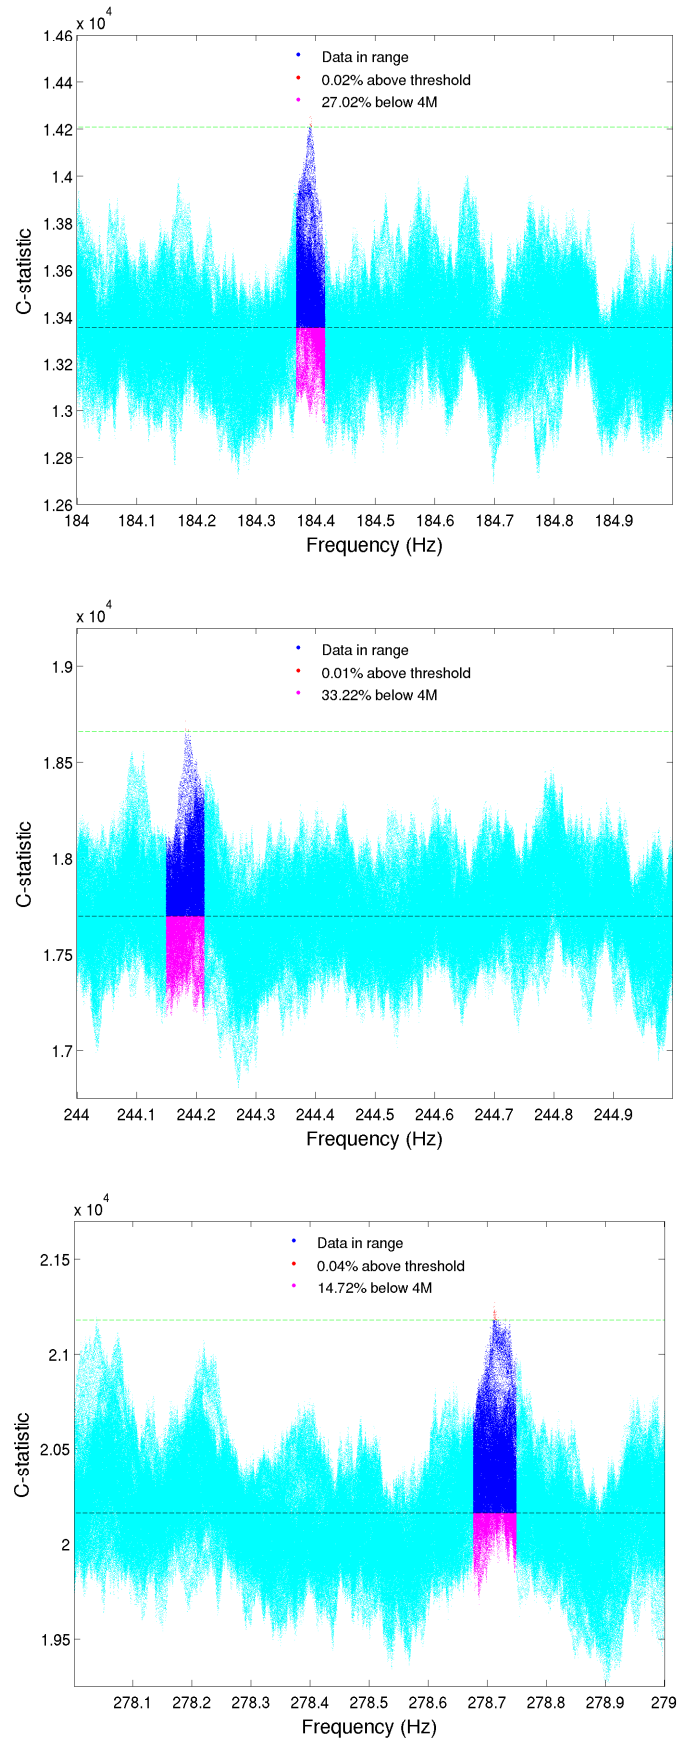 x 10^4
1.46
1.44
1.42
1.4
1.38
1.36
1.34
1.32
1.3
1.28
1.26
C-statistic
Data in range
0.02% above threshold
27.02% below 4M
184 184.1 184.2 184.3 184.4 184.5 184.6 184.7 184.8 184.9
Frequency (Hz)
x 10^4
1.9
1.85
1.8
1.75
1.7
C-statistic
Data in range
0.01% above threshold
33.22% below 4M
244 244.1 244.2 244.3 244.4 244.5 244.6 244.7 244.8 244.9
Frequency (Hz)
x 10^4
2.15
2.1
2.05
2
1.95
C-statistic
Data in range
0.04% above threshold
14.72% below 4M
278.1 278.2 278.3 278.4 278.5 278.6 278.7 278.8 278.9 279
Frequency (Hz)